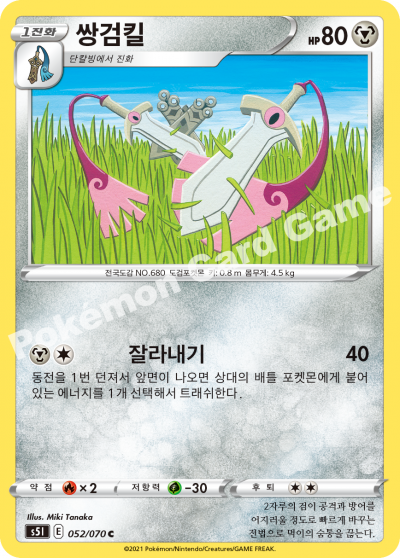 1진화 쌍검킬 HP 80
단칼빙에서 진화
전국도감 NO.680 도검포켓몬 키: 0.8 m 몸무게: 4.5 kg
Pokémon Card Game
잘라내기 40
동전을 1번 던져서 앞면이 나오면 상대의 배틀 포켓몬에게 붙어
있는 에너지를 1개 선택해서 트래쉬한다.
약점 ×2 저항력 -30 후퇴
Illus. Miki Tanaka
s5I E 052/070 C
2자루의 검이 공격과 방어를
어지러울 정도로 빠르게 바꾸는
전법으로 먹이의 숨통을 끊는다.
©2021 Pokémon/Nintendo/Creatures/GAME FREAK.